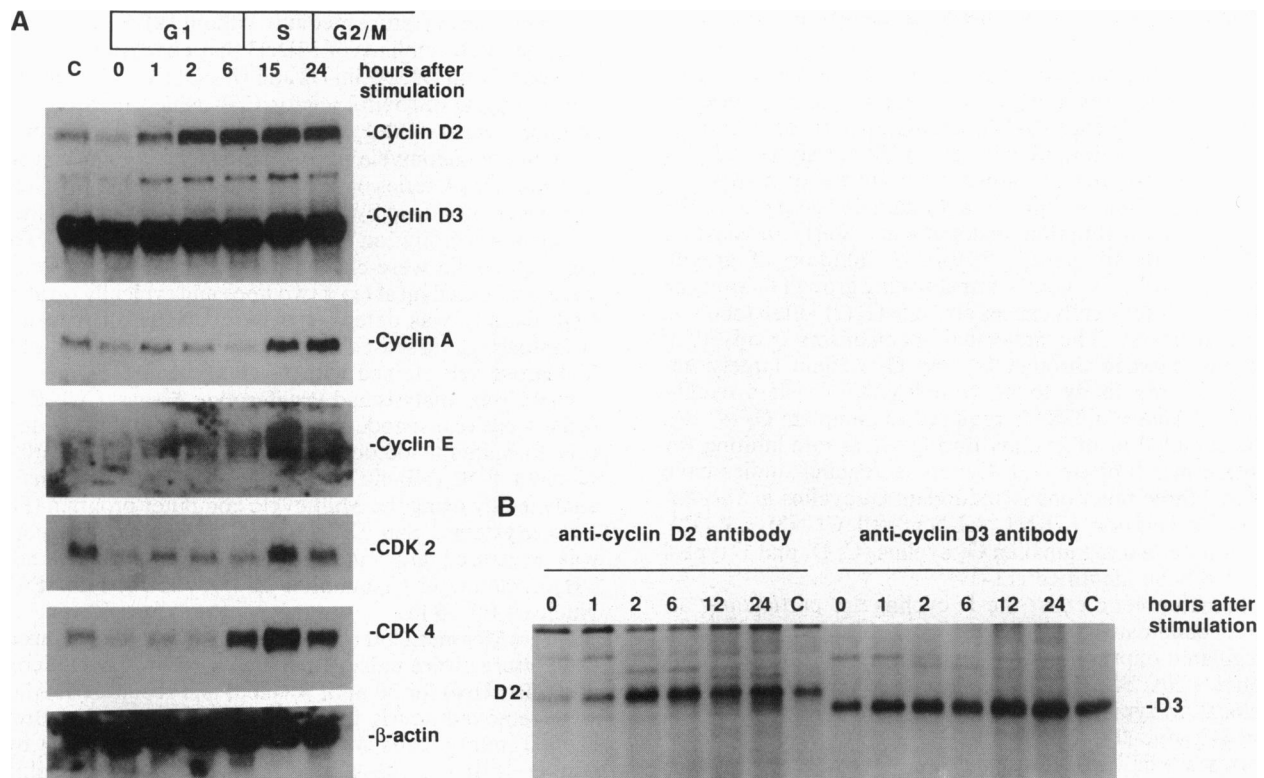 A
G1 S G2/M
C 0 1 2 6 15 24 hours after
stimulation
-Cyclin D2
-Cyclin D3
-Cyclin A
-Cyclin E
-CDK 2
-CDK 4
-β-actin
B
anti-cyclin D2 antibody anti-cyclin D3 antibody
0 1 2 6 12 24 C 0 1 2 6 12 24 C hours after
stimulation
D2-
-D3